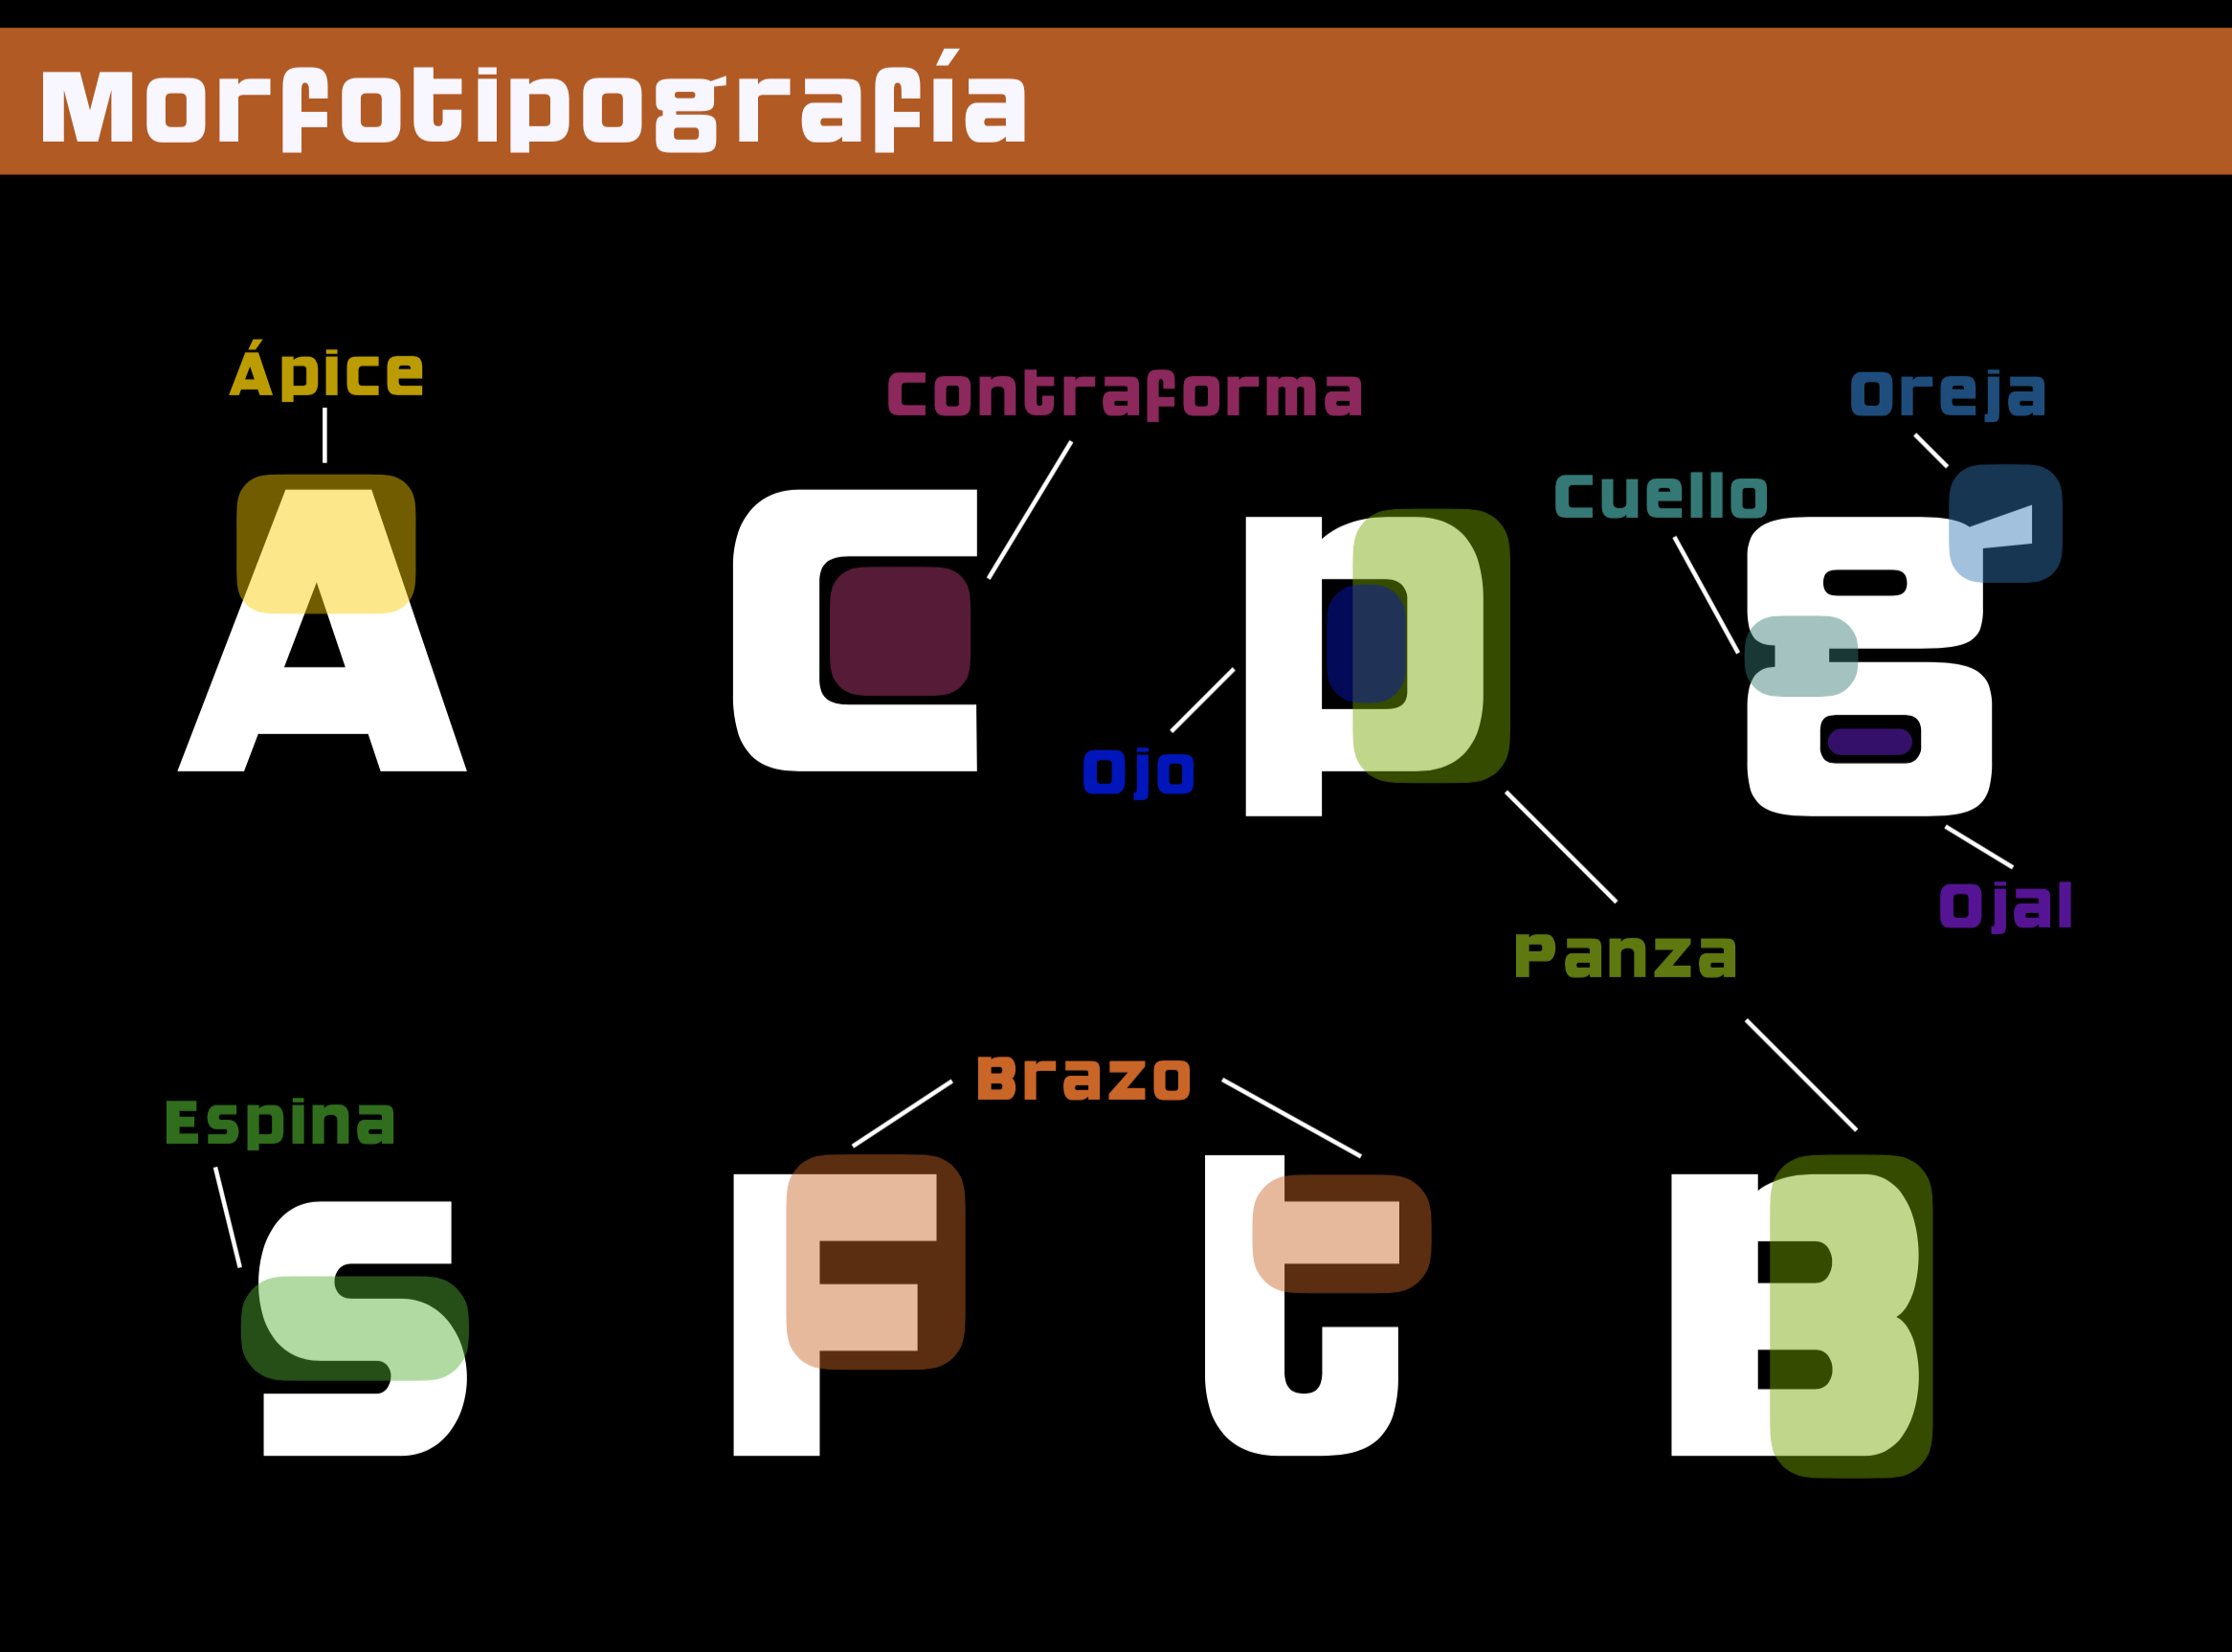 Morfotipografía
Ápice
Contraforma
Oreja
Cuello
A
C
p
g
Ojo
Ojal
Panza
Brazo
Espina
S
F
t
B